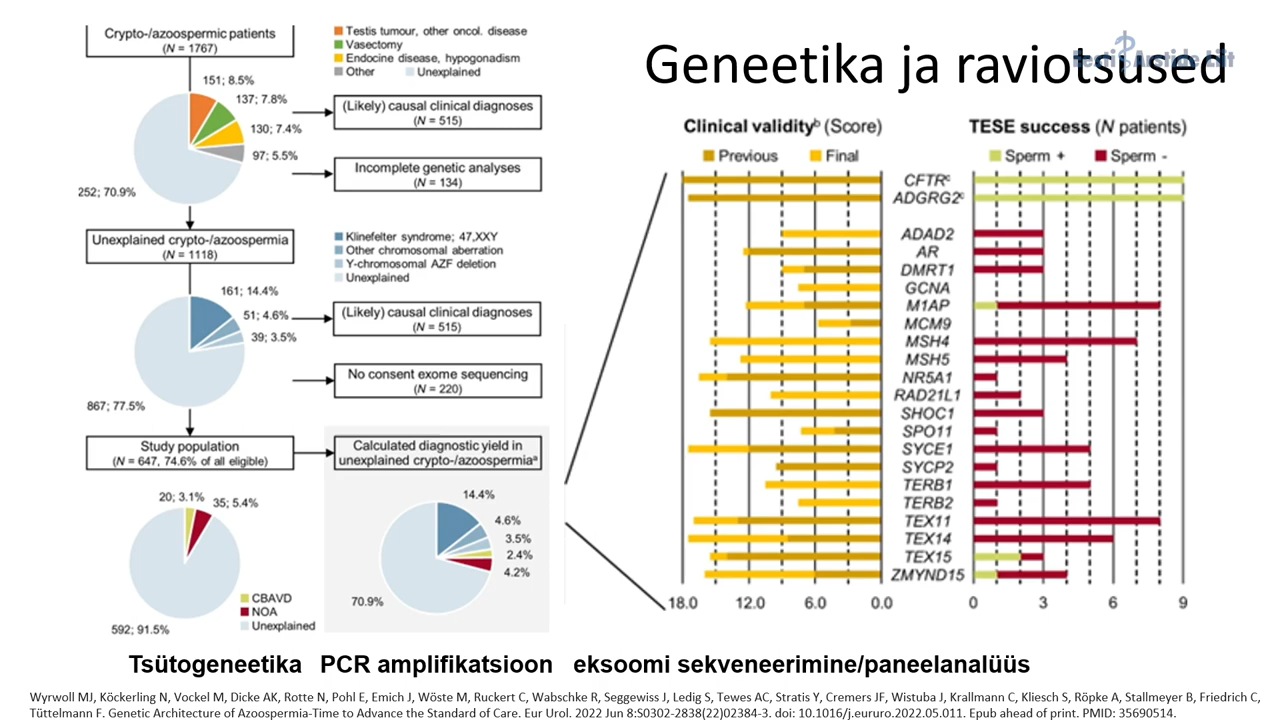 Geneetika ja raviotsused
Eesti Arstide Liit
Crypto-/azoospermic patients
(N = 1767)
Testis tumour, other oncol. disease
Vasectomy
Endocine disease, hypogonadism
Other
Unexplained
151; 8.5%
137; 7.8%
130; 7.4%
97; 5.5%
252; 70.9%
(Likely) causal clinical diagnoses
(N = 515)
Incomplete genetic analyses
(N = 134)
Unexplained crypto-/azoospermia
(N = 1118)
Klinefelter syndrome; 47,XXY
Other chromosomal aberration
Y-chromosomal AZF deletion
Unexplained
161; 14.4%
51; 4.6%
39; 3.5%
867; 77.5%
(Likely) causal clinical diagnoses
(N = 515)
No consent exome sequencing
(N = 220)
Study population
(N = 647, 74.6% of all eligible)
Calculated diagnostic yield in
unexplained crypto-/azoospermiaᵃ
20; 3.1%
35; 5.4%
592; 91.5%
CBAVD
NOA
Unexplained
14.4%
4.6%
3.5%
2.4%
4.2%
70.9%
Clinical validityᵇ (Score)
Previous
Final
TESE success (N patients)
Sperm +
Sperm -
CFTRᶜ
ADGRG2ᶜ
ADAD2
AR
DMRT1
GCNA
M1AP
MCM9
MSH4
MSH5
NR5A1
RAD21L1
SHOC1
SPO11
SYCE1
SYCP2
TERB1
TERB2
TEX11
TEX14
TEX15
ZMYND15
18.0 12.0 6.0 0.0
0 3 6 9
Tsütogeneetika PCR amplifikatsioon eksoomi sekveneerimine/paneelanalüüs
Wyrwoll MJ, Köckerling N, Vockel M, Dicke AK, Rotte N, Pohl E, Emich J, Wöste M, Ruckert C, Wabschke R, Seggewiss J, Ledig S, Tewes AC, Stratis Y, Cremers JF, Wistuba J, Krallmann C, Kliesch S, Röpke A, Stallmeyer B, Friedrich C,
Tüttelmann F. Genetic Architecture of Azoospermia-Time to Advance the Standard of Care. Eur Urol. 2022 Jun 8:S0302-2838(22)02384-3. doi: 10.1016/j.eururo.2022.05.011. Epub ahead of print. PMID: 35690514.